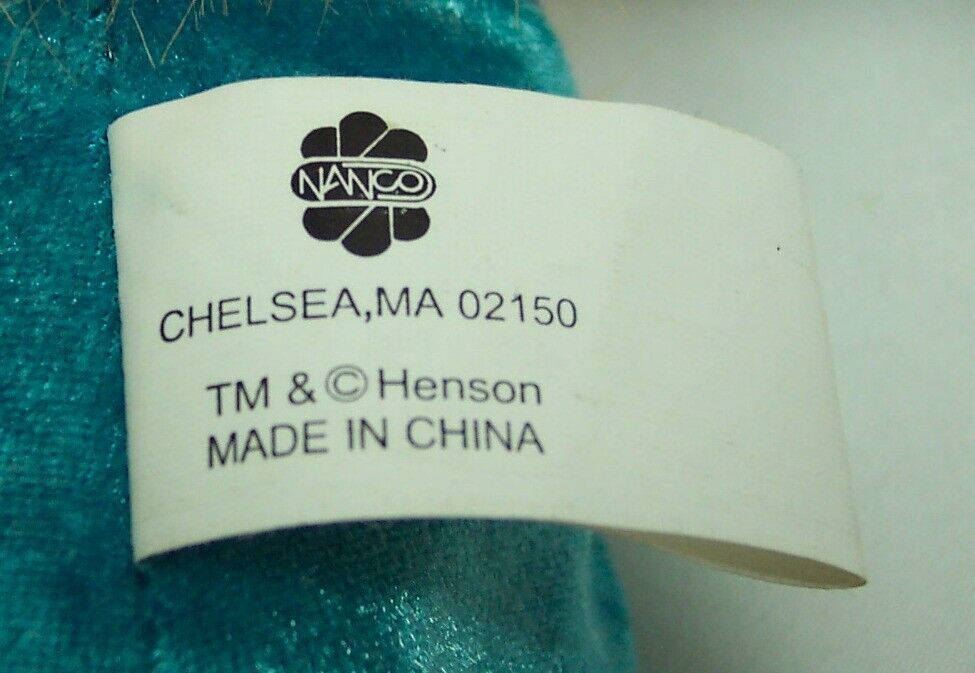 NANCO
CHELSEA, MA 02150
TM & © Henson
MADE IN CHINA